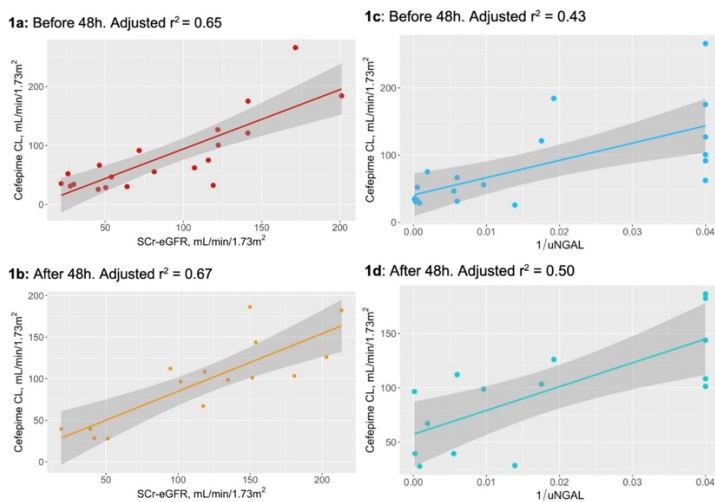 1a: Before 48h. Adjusted r² = 0.65
Cefepime CL, mL/min/1.73m²
200
100
0
50
100
150
200
SCr-eGFR, mL/min/1.73m²
1c: Before 48h. Adjusted r² = 0.43
Cefepime CL, mL/min/1.73m²
200
100
0
0.00
0.01
0.02
0.03
0.04
1/uNGAL
1b: After 48h. Adjusted r² = 0.67
Cefepime CL, mL/min/1.73m²
200
150
100
50
0
50
100
150
200
SCr-eGFR, mL/min/1.73m²
1d: After 48h. Adjusted r² = 0.50
Cefepime CL, mL/min/1.73m²
150
100
50
0.00
0.01
0.02
0.03
0.04
1/uNGAL